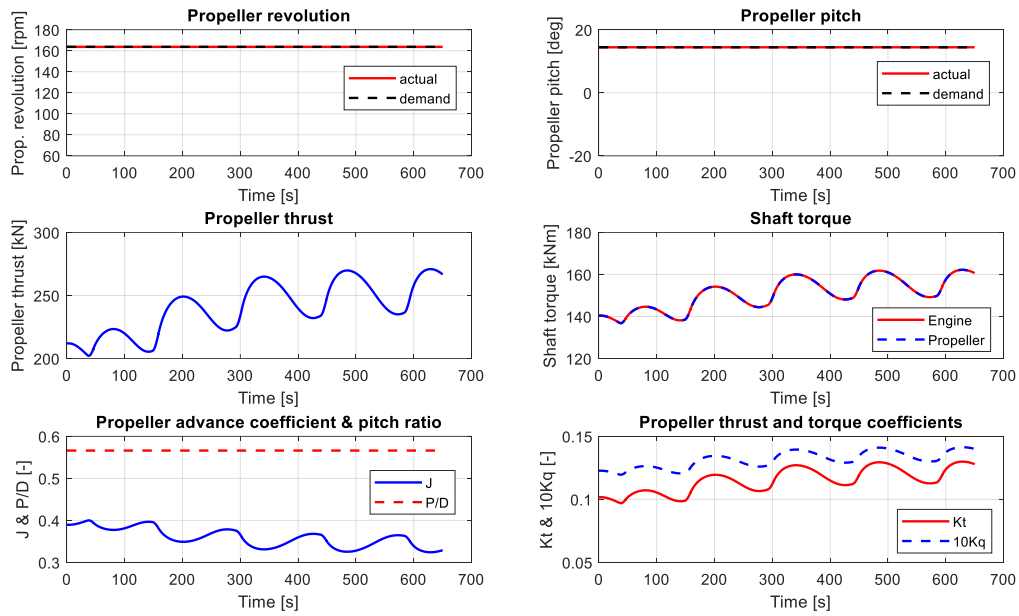 Propeller revolution
Prop. revolution [rpm]
180
160
140
120
100
80
60
actual
demand
0 100 200 300 400 500 600 700
Time [s]
Propeller pitch
Propeller pitch [deg]
20
0
-20
actual
demand
0 100 200 300 400 500 600 700
Time [s]
Propeller thrust
Propeller thrust [kN]
300
250
200
0 100 200 300 400 500 600 700
Time [s]
Shaft torque
Shaft torque [kNm]
180
160
140
120
Engine
Propeller
0 100 200 300 400 500 600 700
Time [s]
Propeller advance coefficient & pitch ratio
J & P/D [-]
0.6
0.5
0.4
0.3
J
P/D
0 100 200 300 400 500 600 700
Time [s]
Propeller thrust and torque coefficients
Kt & 10Kq [-]
0.15
0.1
0.05
Kt
10Kq
0 100 200 300 400 500 600 700
Time [s]